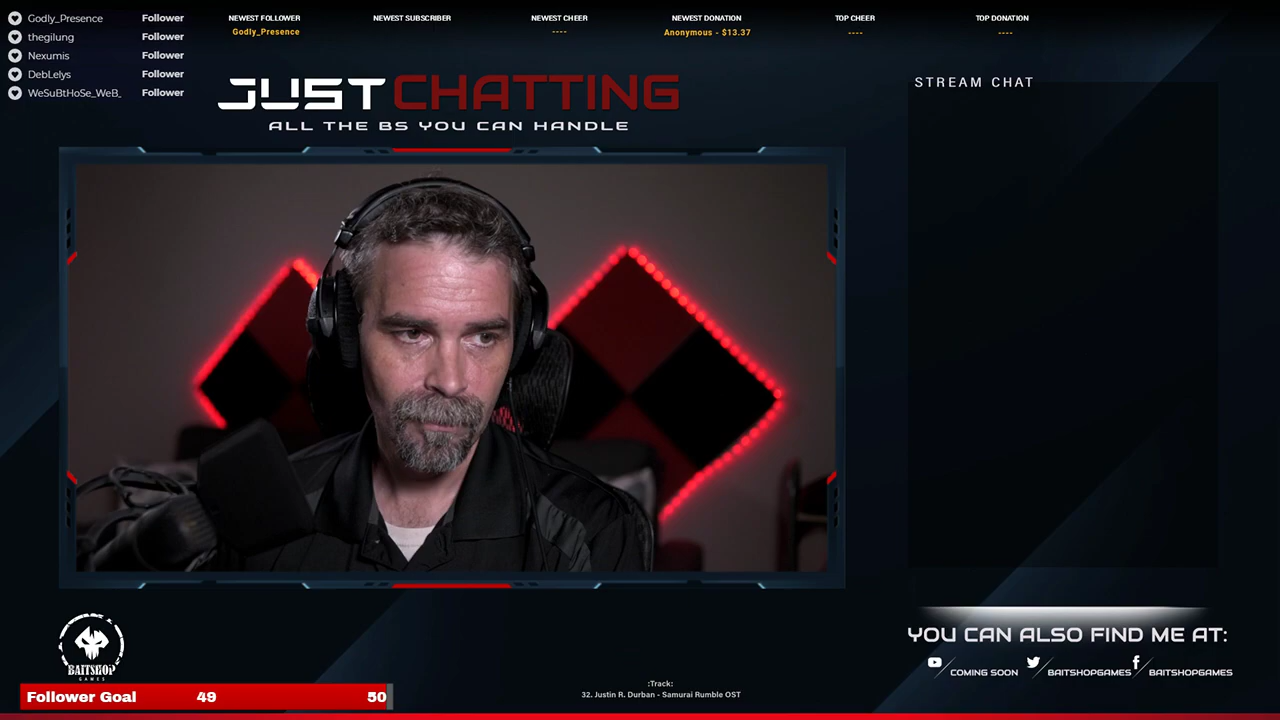 Godly_Presence Follower
thegilung Follower
Nexumis Follower
DebLelys Follower
WeSuBtHoSe_WeB_ Follower
NEWEST FOLLOWER
Godly_Presence
NEWEST SUBSCRIBER
NEWEST CHEER
----
NEWEST DONATION
Anonymous - $13.37
TOP CHEER
----
TOP DONATION
----
JUST CHATTING
ALL THE BS YOU CAN HANDLE
STREAM CHAT
BAITSHOP
GAMES
Follower Goal 49 50
:Track:
32. Justin R. Durban - Samurai Rumble OST
YOU CAN ALSO FIND ME AT:
COMING SOON BAITSHOPGAMES BAITSHOPGAMES